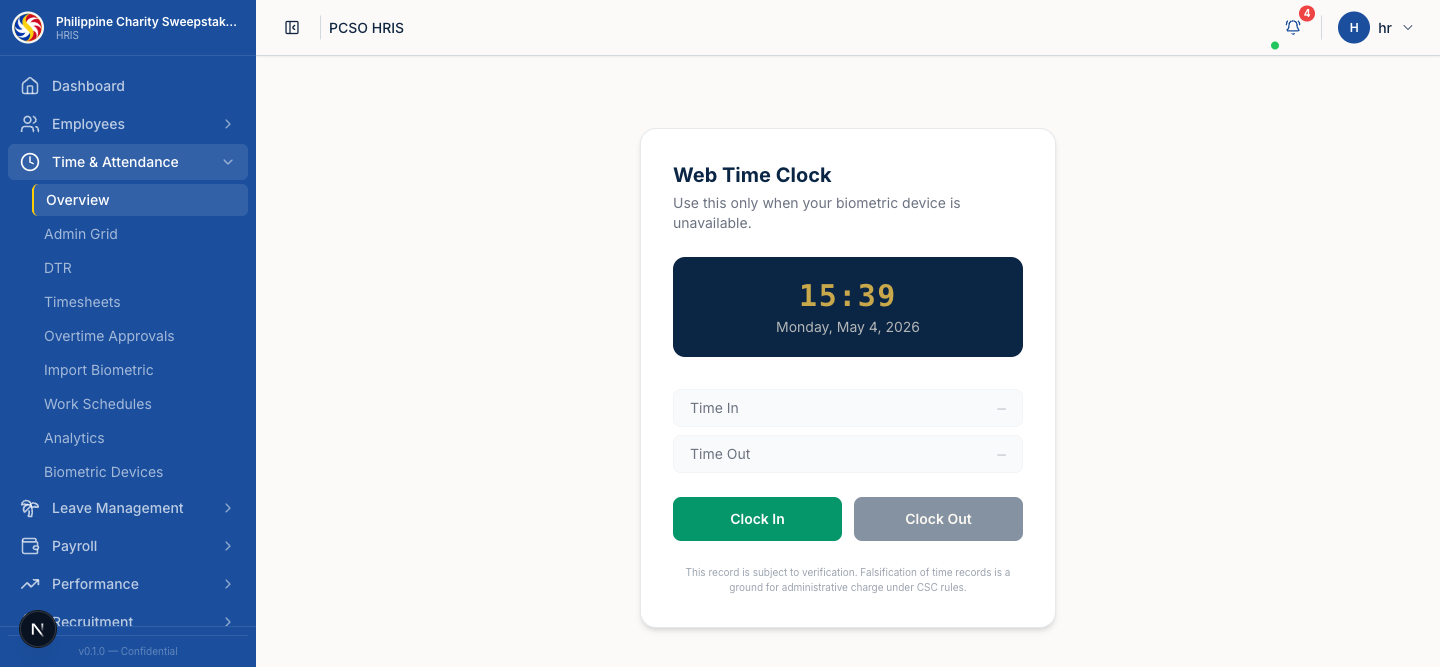 Philippine Charity Sweepstak...
HRIS
PCSO HRIS
4
H
hr
Dashboard
Employees
Time & Attendance
Overview
Admin Grid
DTR
Timesheets
Overtime Approvals
Import Biometric
Work Schedules
Analytics
Biometric Devices
Leave Management
Payroll
Performance
Recruitment
N
v0.1.0 — Confidential
Web Time Clock
Use this only when your biometric device is
unavailable.
15:39
Monday, May 4, 2026
Time In —
Time Out —
Clock In
Clock Out
This record is subject to verification. Falsification of time records is a
ground for administrative charge under CSC rules.